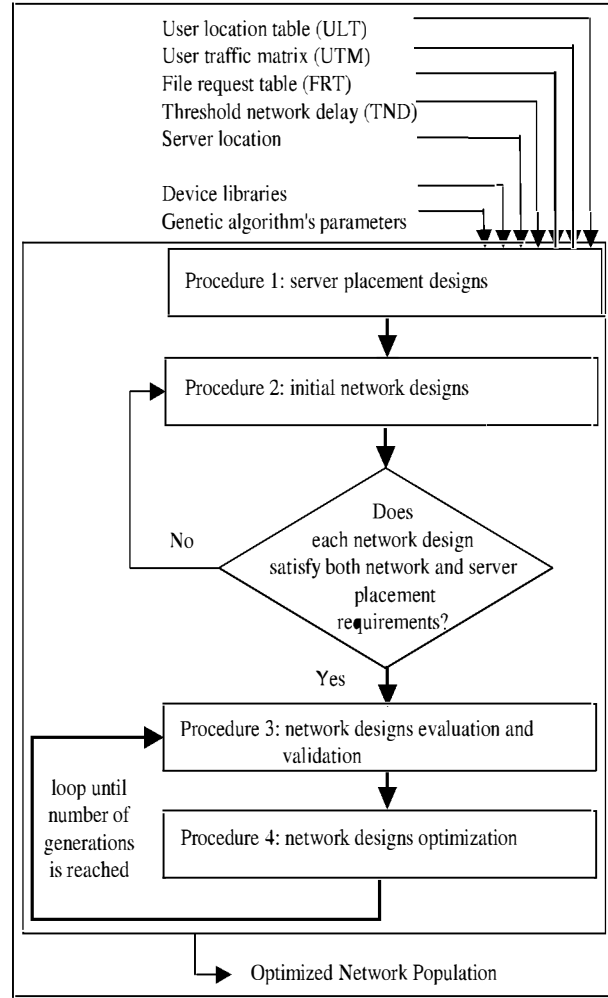 User location table (ULT)
User traffic matrix (UTM)
File request table (FRT)
Threshold network delay (TND)
Server location
Device libraries
Genetic algorithm's parameters
Procedure 1: server placement designs
Procedure 2: initial network designs
Does
each network design
satisfy both network and server
placement
requirements?
No
Yes
Procedure 3: network designs evaluation and
validation
loop until
number of
generations
is reached
Procedure 4: network designs optimization
Optimized Network Population